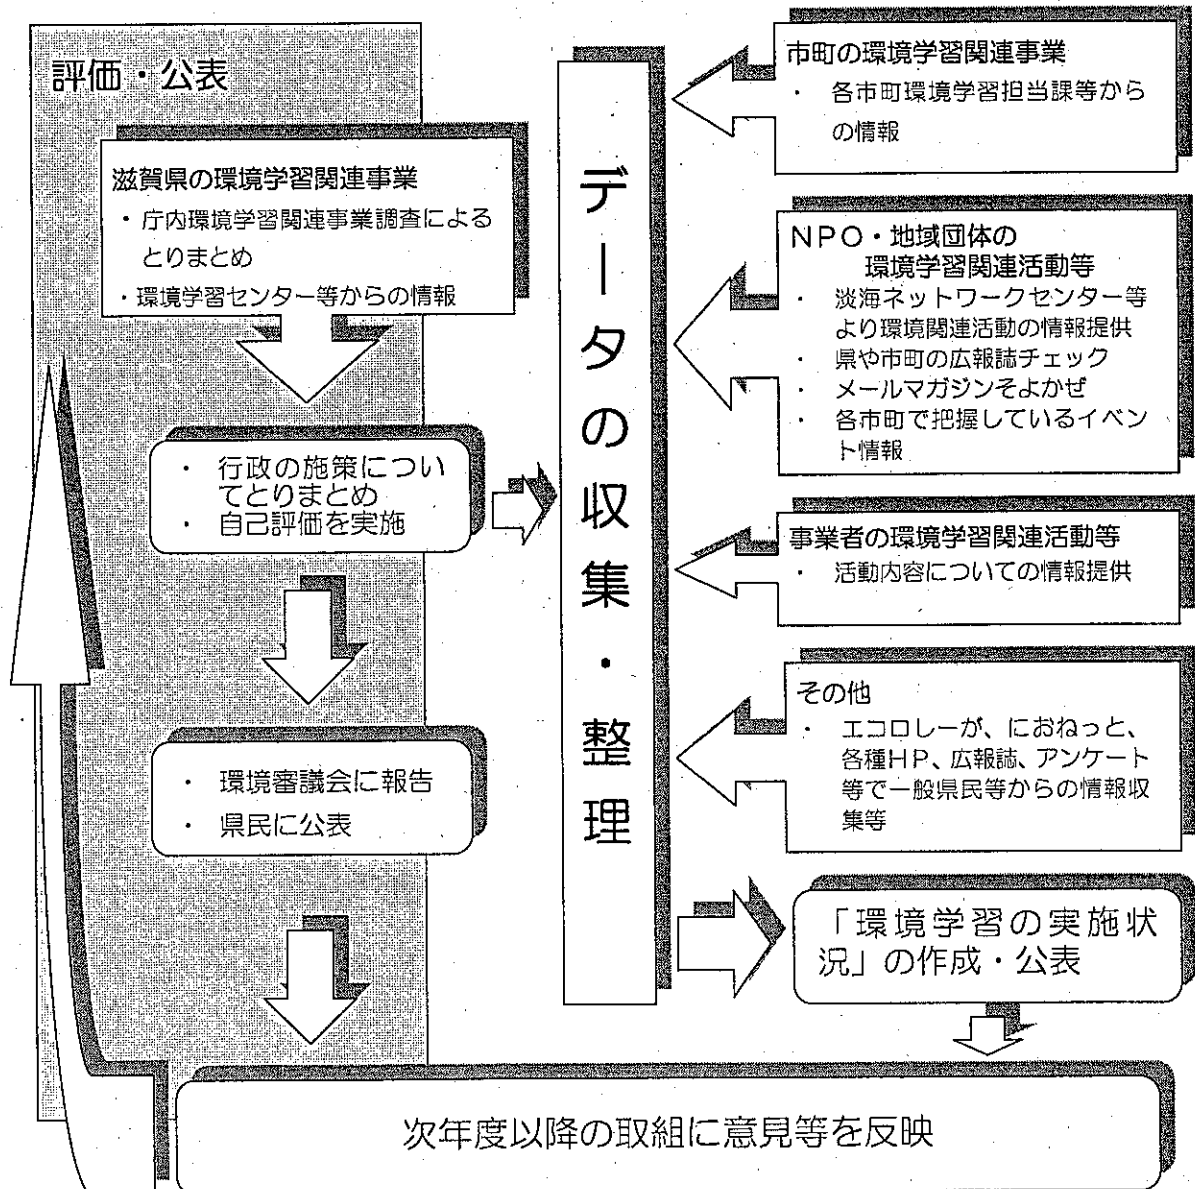 評価・公表
滋賀県の環境学習関連事業
・ 庁内環境学習関連事業調査による
とりまとめ
・環境学習センター等からの情報
・ 行政の施策につい
てとりまとめ
・ 自己評価を実施
・ 環境審議会に報告
・ 県民に公表
データの収集・整理
市町の環境学習関連事業
・ 各市町環境学習担当課等から
の情報
NPO・地域団体の
環境学習関連活動等
・ 淡海ネットワークセンター等
より環境関連活動の情報提供
・ 県や市町の広報誌チェック
・ メールマガジンそよかぜ
・ 各市町で把握しているイベン
ト情報
事業者の環境学習関連活動等
・ 活動内容についての情報提供
その他
・ エコロしーが、におねっと、
各種HP、広報誌、アンケート
等で一般県民等からの情報収
集等
「環境学習の実施状
況」の作成・公表
次年度以降の取組に意見等を反映